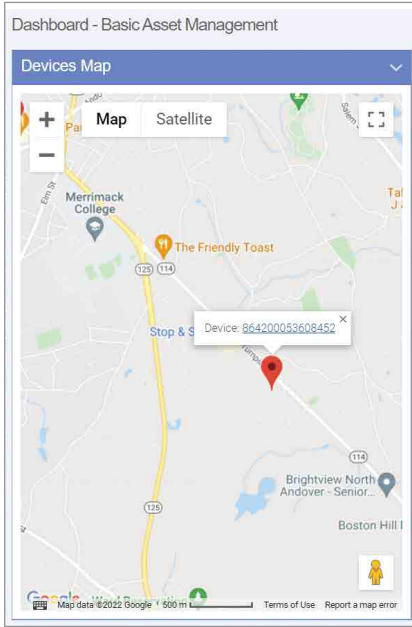 Dashboard - Basic Asset Management
Devices Map
Map
Satellite
Salem
Elm St
Merrimack
College
The Friendly Toast
125
114
Stop & S
Device: 864200053608452
114
Brightview North
Andover - Senior...
125
Boston Hill
Google
Map data ©2022 Google
500 m
Terms of Use
Report a map error